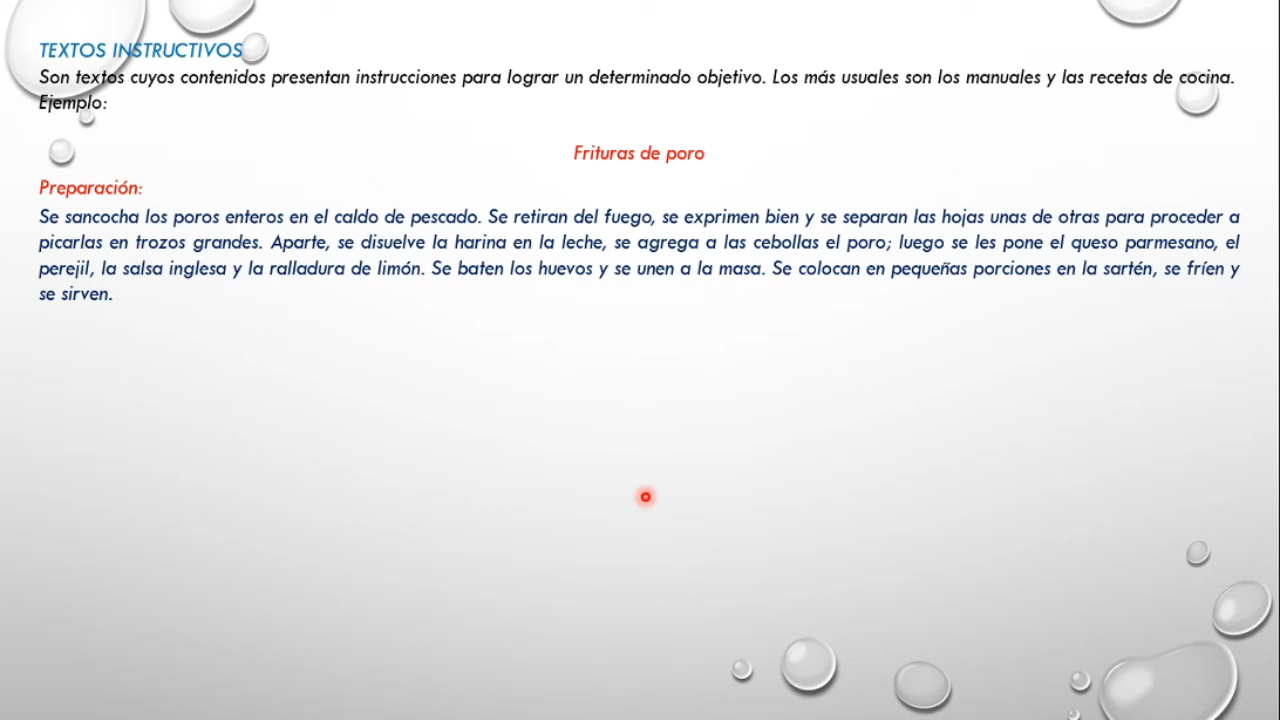 TEXTOS INSTRUCTIVOS
Son textos cuyos contenidos presentan instrucciones para lograr un determinado objetivo. Los más usuales son los manuales y las recetas de cocina.
Ejemplo:
Frituras de poro
Preparación:
Se sancocha los poros enteros en el caldo de pescado. Se retiran del fuego, se exprimen bien y se separan las hojas unas de otras para proceder a
picarlas en trozos grandes. Aparte, se disuelve la harina en la leche, se agrega a las cebollas el poro; luego se les pone el queso parmesano, el
perejil, la salsa inglesa y la ralladura de limón. Se baten los huevos y se unen a la masa. Se colocan en pequeñas porciones en la sartén, se fríen y
se sirven.